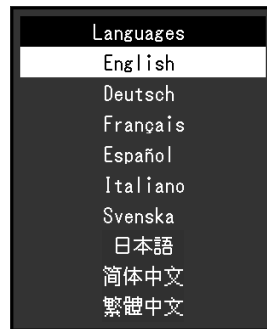 Languages
English
Deutsch
Français
Español
Italiano
Svenska
日本語
简体中文
繁體中文